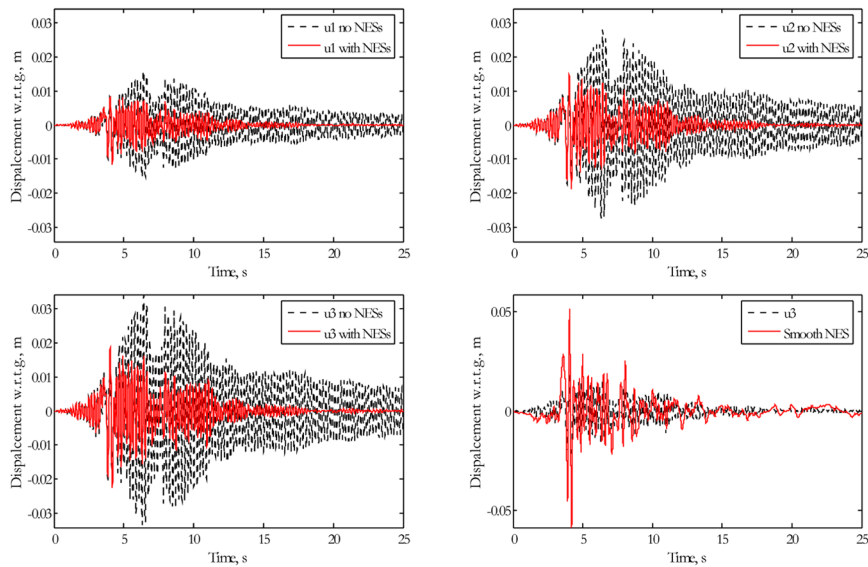 0.03
0.02
0.01
0
-0.01
-0.02
-0.03
0 5 10 15 20 25
Time, s
Dispalcement w.r.t.g., m
u1 no NESs
u1 with NESs
0.03
0.02
0.01
0
-0.01
-0.02
-0.03
0 5 10 15 20 25
Time, s
Dispalcement w.r.t.g., m
u2 no NESs
u2 with NESs
0.03
0.02
0.01
0
-0.01
-0.02
-0.03
0 5 10 15 20 25
Time, s
Dispalcement w.r.t.g., m
u3 no NESs
u3 with NESs
0.05
0
-0.05
0 5 10 15 20 25
Time, s
Dispalcement w.r.t.g., m
u3
Smooth NES